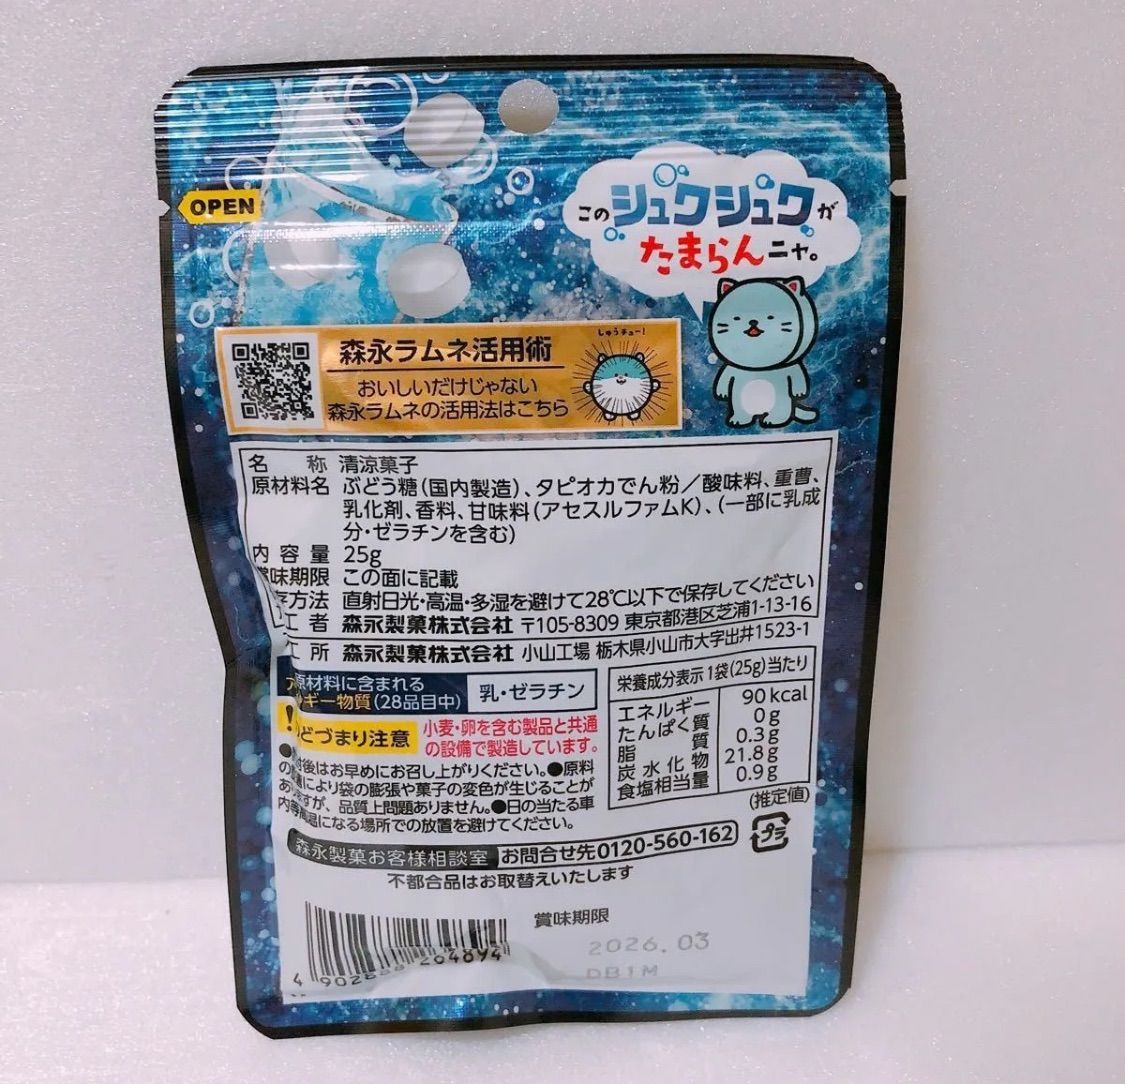 OPEN
このシュクシュクが
たまらんニャ。
森永ラムネ活用術
おいしいだけじゃない
森永ラムネの活用法はこちら
しゅうチュー!
名称 清涼菓子
原材料名 ぶどう糖(国内製造)、タピオカでん粉/酸味料、重曹、
乳化剤、香料、甘味料(アセスルファムK)、(一部に乳成
分・ゼラチンを含む)
内容量 25g
賞味期限 この面に記載
存方法 直射日光・高温・多湿を避けて28℃以下で保存してください
工者 森永製菓株式会社 〒105-8309 東京都港区芝浦1-13-16
工所 森永製菓株式会社 小山工場 栃木県小山市大字出井1523-1
原材料に含まれる
ギー物質(28品目中)
乳・ゼラチン
!
どづまり注意
小麦・卵を含む製品と共通
の設備で製造しています。
●封後はお早めにお召し上がりください。●原料
の により袋の膨張や菓子の変色が生じることが
あ ますが、品質上問題ありません。●日の当たる車
内等高温になる場所での放置を避けてください。
栄養成分表示 1袋(25g)当たり
エネルギー 90kcal
たんぱく質 0g
脂質 0.3g
炭水化物 21.8g
食塩相当量 0.9g
(推定値)
プラ
森永製菓お客様相談室 お問合せ先0120-560-162
不都合品はお取替えいたします
賞味期限
2026.03
DB1M
4 902888 264894